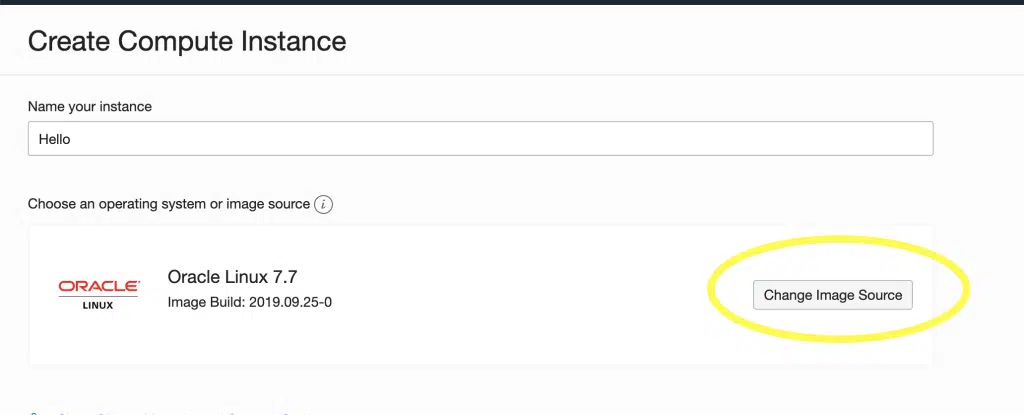 Create Compute Instance
Name your instance
Hello
Choose an operating system or image source i
Oracle Linux 7.7
ORACLE
LINUX
Image Build: 2019.09.25-0
Change Image Source